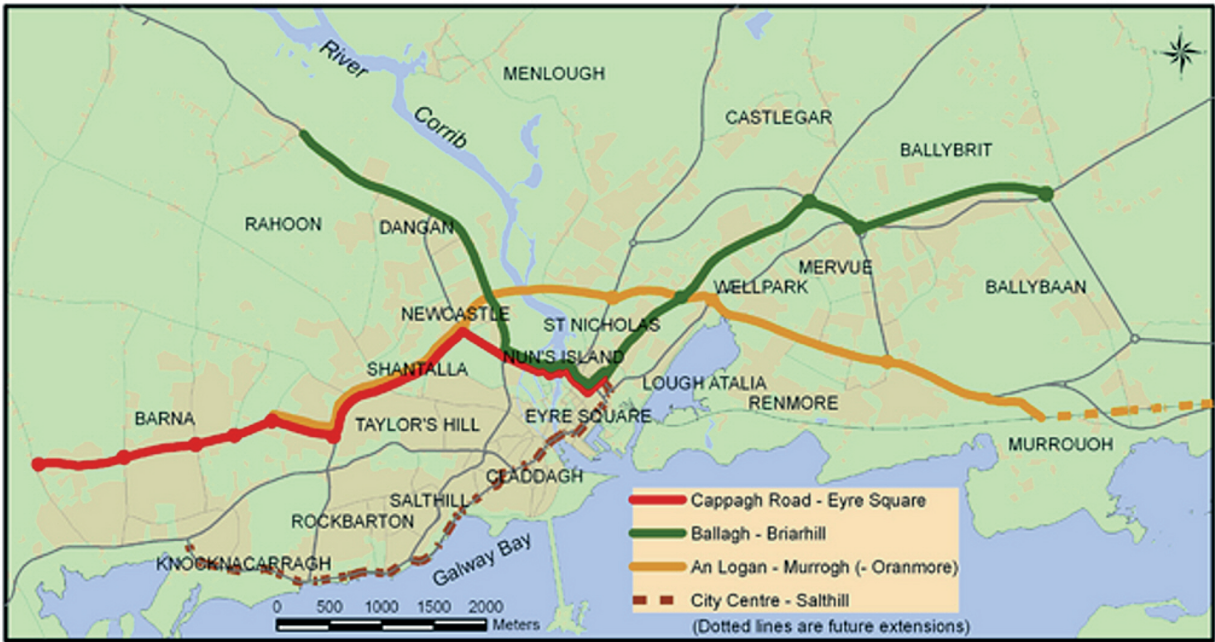 River
Corrib
MENLOUGH
CASTLEGAR
BALLYBRIT
RAHOON
DANGAN
MERVUE
WELLPARK
BALLYBAAN
NEWCASTLE
ST NICHOLAS
NUN'S ISLAND
SHANTALLA
LOUGH ATALIA
RENMORE
BARNA
TAYLOR'S HILL
EYRE SQUARE
MURROUOH
CLADDAGH
SALTHILL
ROCKBARTON
KNOCKNACARRAGH
Galway Bay
0 500 1000 1500 2000
Meters
Cappagh Road - Eyre Square
Ballagh - Briarhill
An Logan - Murrogh (- Oranmore)
City Centre - Salthill
(Dotted lines are future extensions)